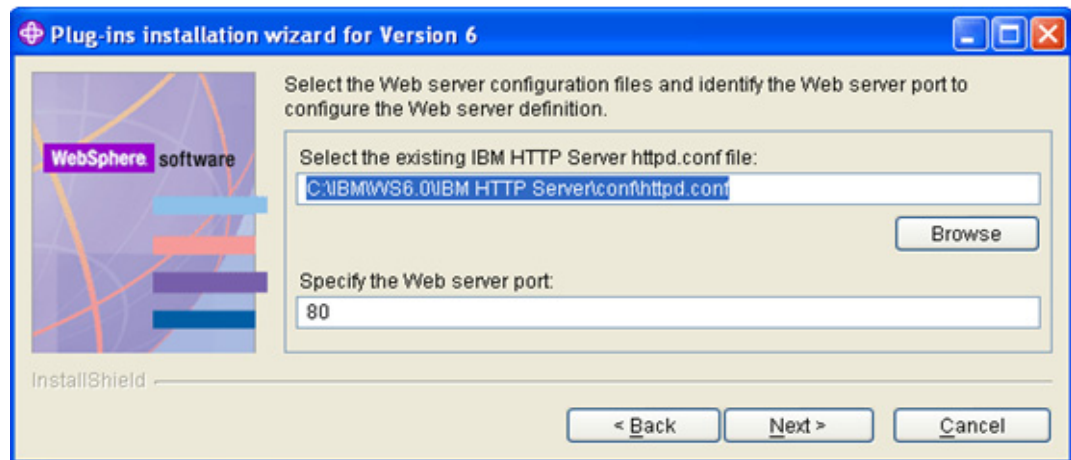 Plug-ins installation wizard for Version 6
Select the Web server configuration files and identify the Web server port to
configure the Web server definition.
WebSphere. software
Select the existing IBM HTTP Server httpd.conf file:
C:\IBM\WS6.0\IBM HTTP Server\conf\httpd.conf
Browse
Specify the Web server port:
80
InstallShield
< Back
Next >
Cancel